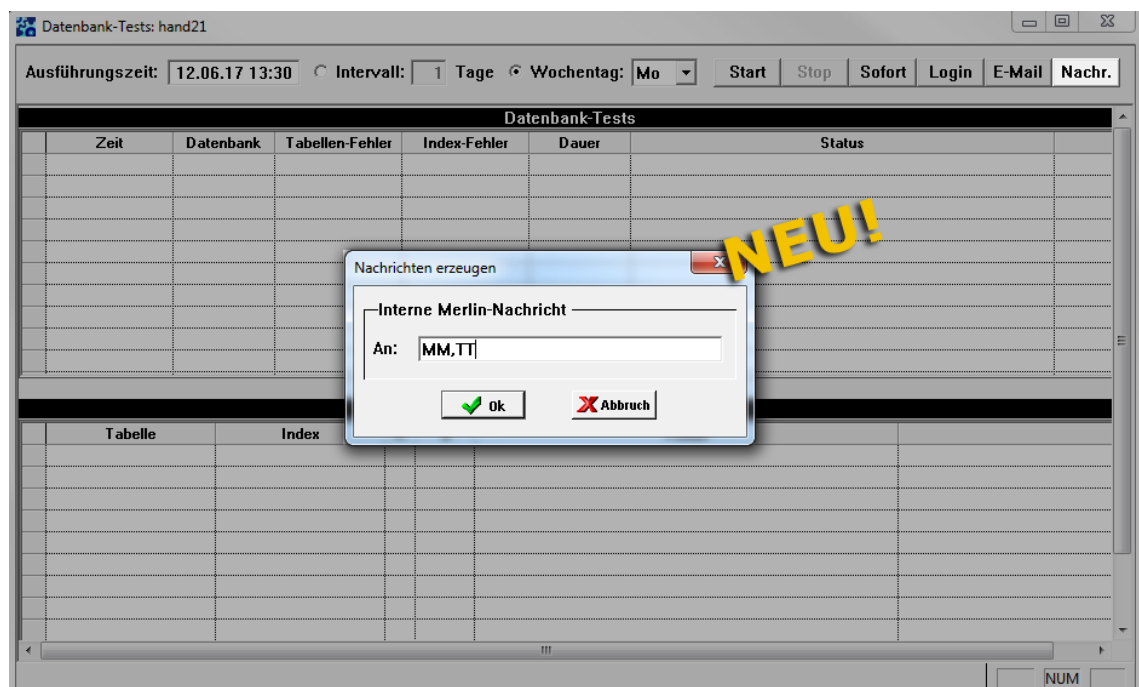 Datenbank-Tests: hand21
Ausführungszeit: 12.06.17 13:30 Intervall: 1 Tage Wochentag: Mo Start Stop Sofort Login E-Mail Nachr.
Datenbank-Tests
Zeit Datenbank Tabellen-Fehler Index-Fehler Dauer Status
NEU!
Nachrichten erzeugen
Interne Merlin-Nachricht
An: MM,TT
Ok Abbruch
Tabelle Index
NUM